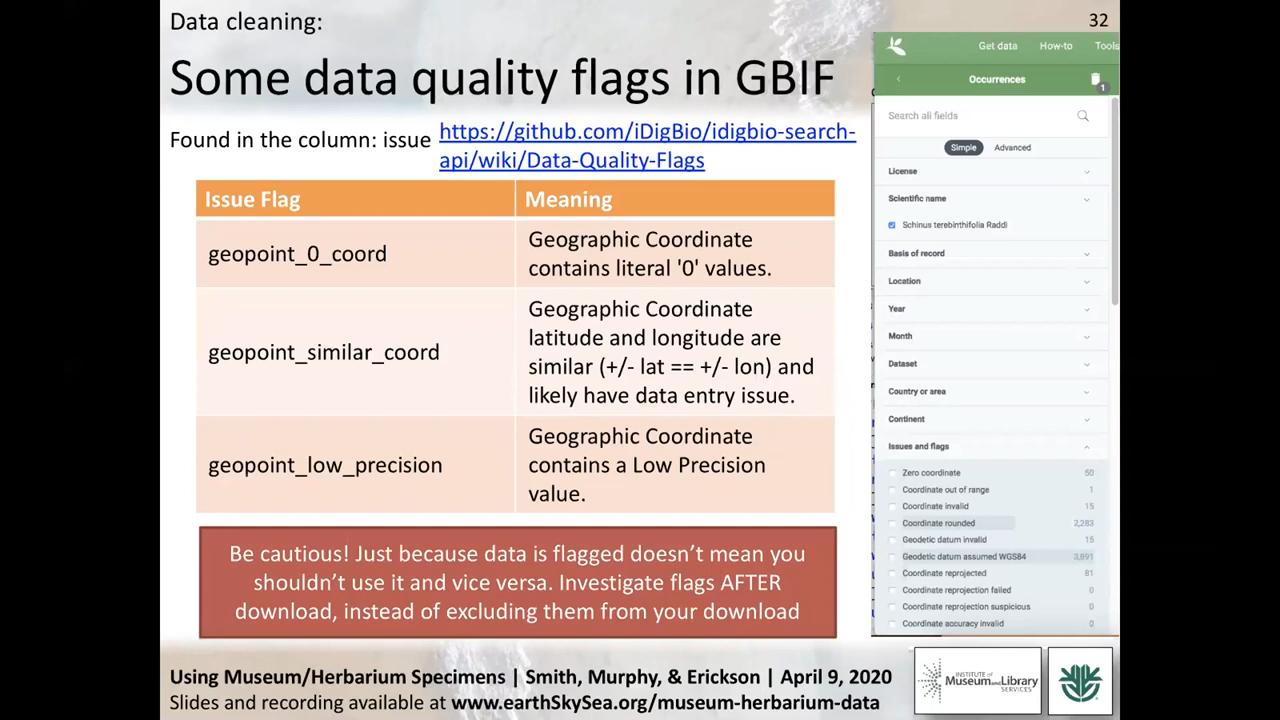 Data cleaning:
32
Some data quality flags in GBIF
Found in the column: issue
https://github.com/iDigBio/idigbio-search-
api/wiki/Data-Quality-Flags
Issue Flag
Meaning
geopoint_0_coord
Geographic Coordinate
contains literal '0' values.
geopoint_similar_coord
Geographic Coordinate
latitude and longitude are
similar (+/- lat == +/- lon) and
likely have data entry issue.
geopoint_low_precision
Geographic Coordinate
contains a Low Precision
value.
Be cautious! Just because data is flagged doesn’t mean you
shouldn’t use it and vice versa. Investigate flags AFTER
download, instead of excluding them from your download
Get data How-to Tools
Occurrences
1
Search all fields
Simple Advanced
License
Scientific name
Schinus terebinthifolia Raddi
Basis of record
Location
Year
Month
Dataset
Country or area
Continent
Issues and flags
Zero coordinate 50
Coordinate out of range 1
Coordinate invalid 15
Coordinate rounded 2,283
Geodetic datum invalid 15
Geodetic datum assumed WGS84 3,891
Coordinate reprojected 81
Coordinate reprojection failed 0
Coordinate reprojection suspicious 0
Coordinate accuracy invalid 0
Using Museum/Herbarium Specimens | Smith, Murphy, & Erickson | April 9, 2020
Slides and recording available at www.earthSkySea.org/museum-herbarium-data
INSTITUTE of
Museum and Library
SERVICES